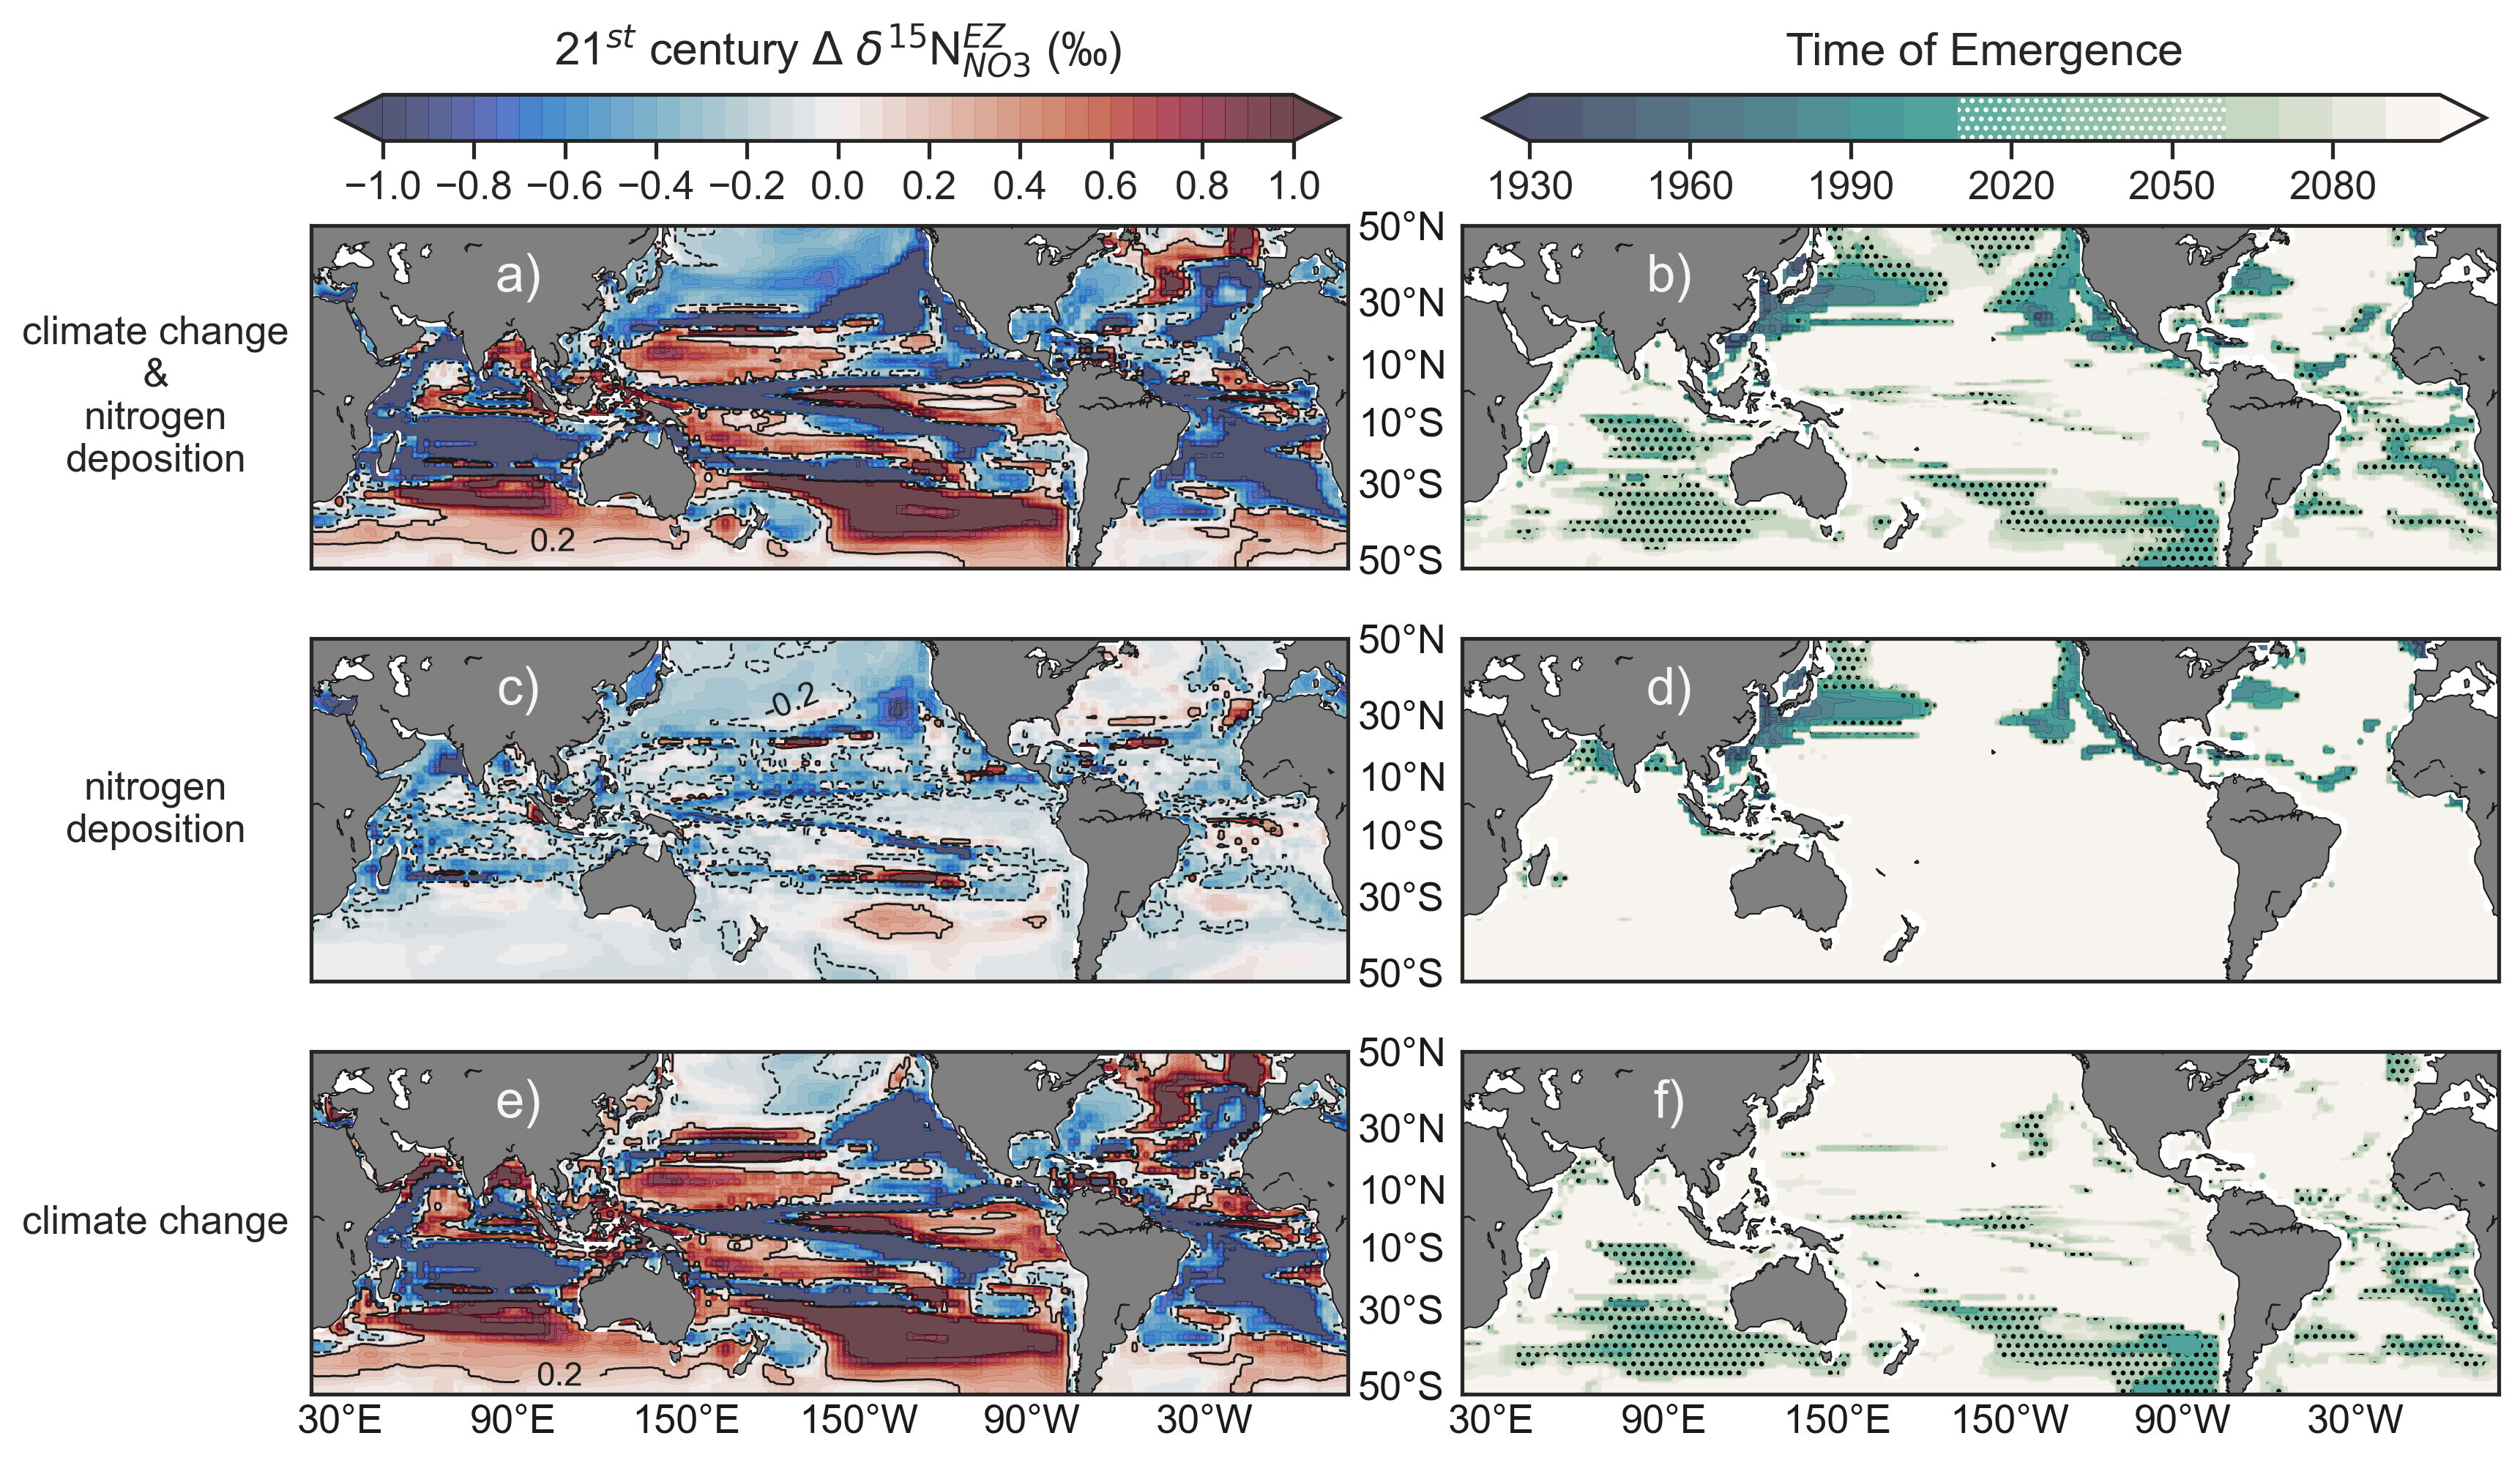 21st century Δ δ15N EZ NO3 (‰)
Time of Emergence
−1.0 −0.8 −0.6 −0.4 −0.2 0.0 0.2 0.4 0.6 0.8 1.0
1930 1960 1990 2020 2050 2080
climate change
&
nitrogen
deposition
a)
0.2
50°N
30°N
10°N
10°S
30°S
50°S
b)
nitrogen
deposition
c)
-0.2
50°N
30°N
10°N
10°S
30°S
50°S
d)
climate change
e)
0.2
50°N
30°N
10°N
10°S
30°S
50°S
f)
30°E 90°E 150°E 150°W 90°W 30°W
30°E 90°E 150°E 150°W 90°W 30°W